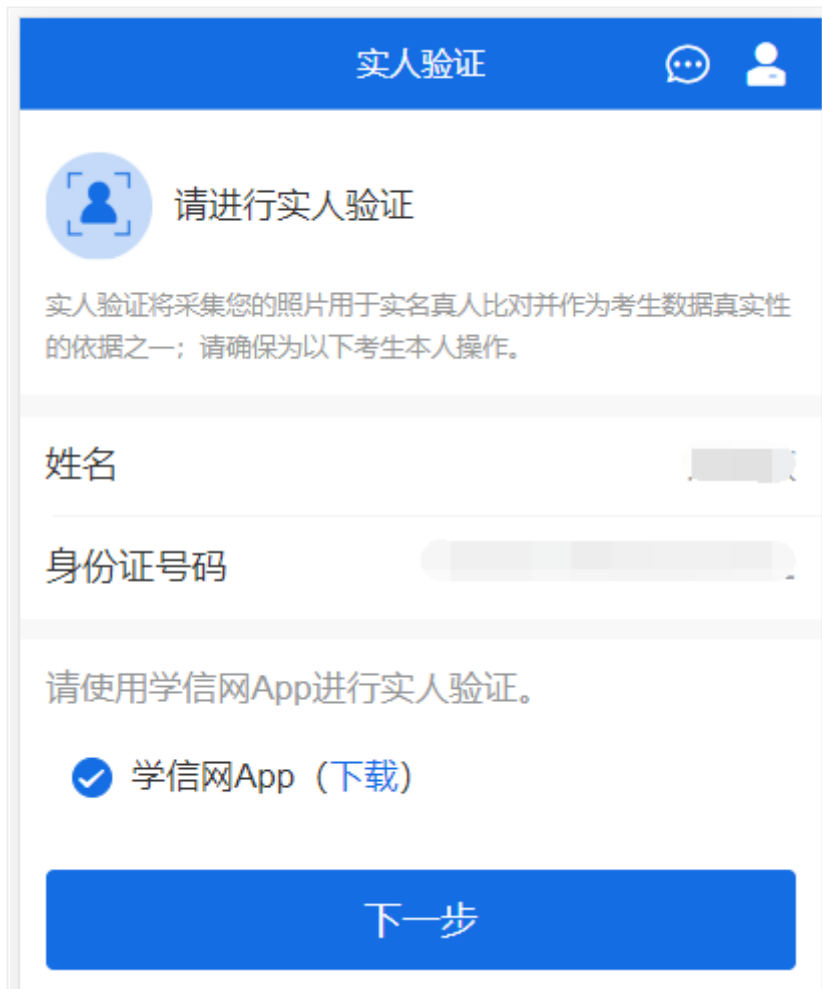 实人验证
请进行实人验证
实人验证将采集您的照片用于实名真人比对并作为考生数据真实性
的依据之一；请确保为以下考生本人操作。
姓名
身份证号码
请使用学信网App进行实人验证。
学信网App（下载）
下一步